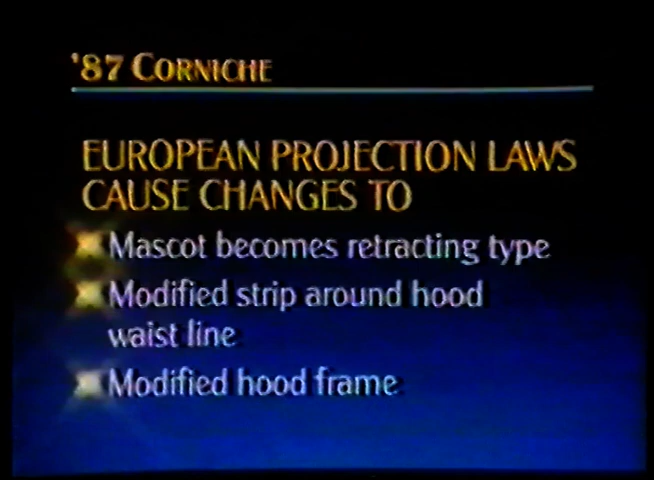 '87 CORNICHE
EUROPEAN PROJECTION LAWS
CAUSE CHANGES TO
Mascot becomes retracting type
Modified strip around hood
waist line
Modified hood frame